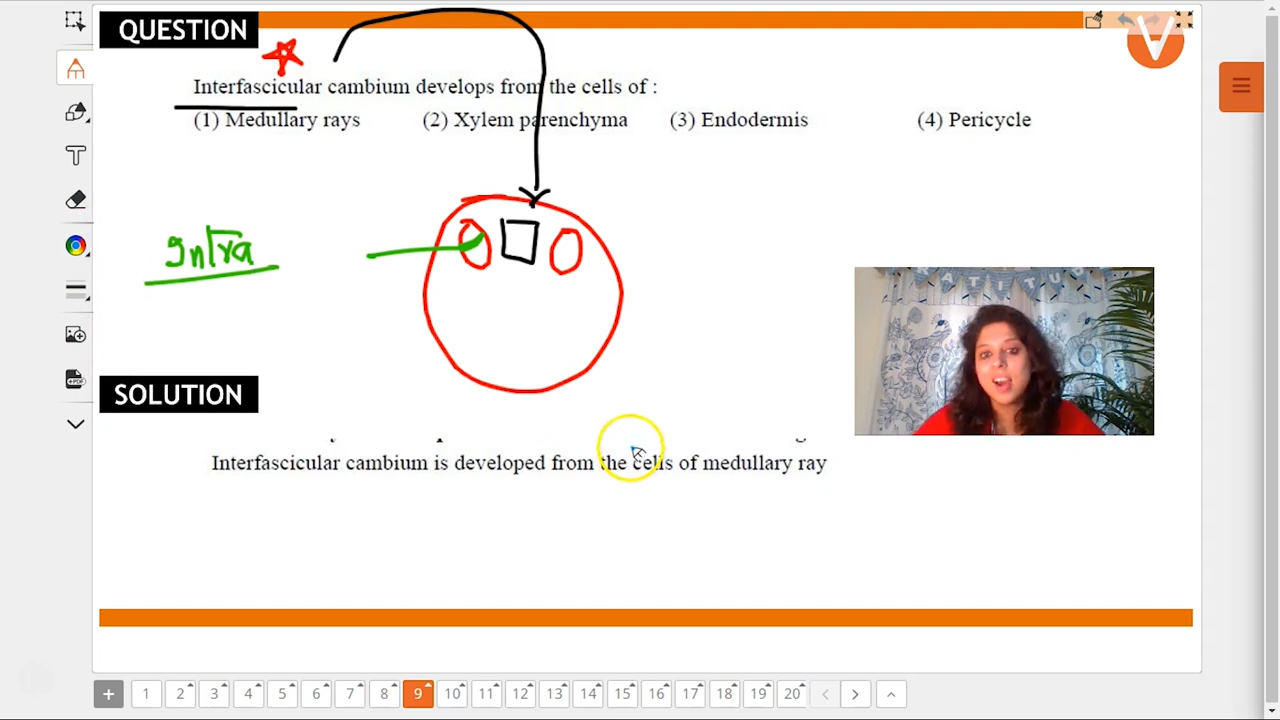 QUESTION
Interfascicular cambium develops from the cells of :
(1) Medullary rays (2) Xylem parenchyma (3) Endodermis (4) Pericycle
Intra
SOLUTION
Interfascicular cambium is developed from the cells of medullary ray
1 2 3 4 5 6 7 8 9 10 11 12 13 14 15 16 17 18 19 20